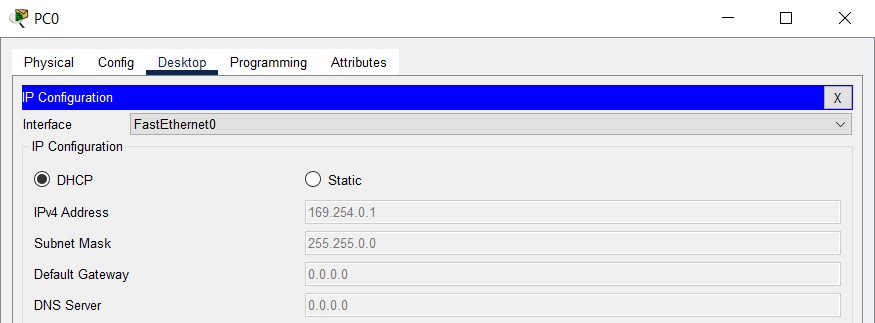 PC0
Physical Config Desktop Programming Attributes
IP Configuration X
Interface FastEthernet0
IP Configuration
DHCP Static
IPv4 Address 169.254.0.1
Subnet Mask 255.255.0.0
Default Gateway 0.0.0.0
DNS Server 0.0.0.0